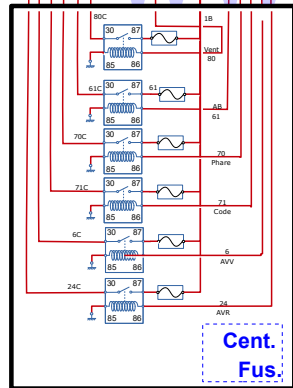 80C
1B
30 87
Vent
80
85 86
61C
61
30 87
AB
61
85 86
70C
30 87
70
Phare
85 86
71C
30 87
71
Code
85 86
6C
30 87
6
AVV
85 86
24C
30 87
24
AVR
85 86
Cent.
Fus.